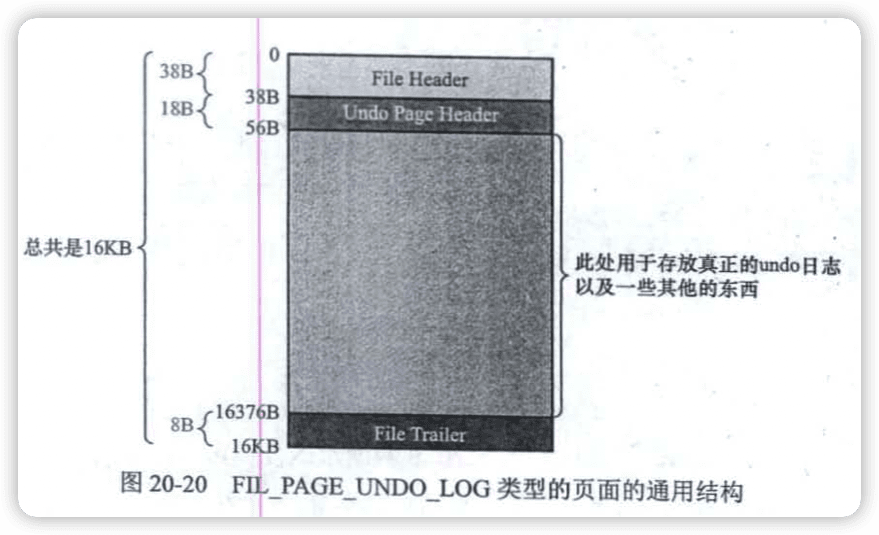 0
38B
File Header
38B
18B
Undo Page Header
56B
总共是16KB
此处用于存放真正的undo日志
以及一些其他的东西
16376B
8B
File Trailer
16KB
图 20-20 FIL_PAGE_UNDO_LOG 类型的页面的通用结构